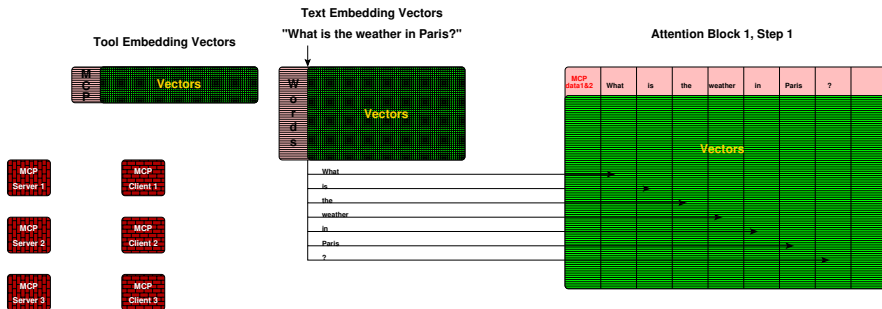 Text Embedding Vectors
"What is the weather in Paris?"
Tool Embedding Vectors
Attention Block 1, Step 1
MCP
Vectors
Words
Vectors
MCP
data1&2
What
is
the
weather
in
Paris
?
Vectors
What
is
the
weather
in
Paris
?
MCP
Server 1
MCP
Client 1
MCP
Server 2
MCP
Client 2
MCP
Server 3
MCP
Client 3